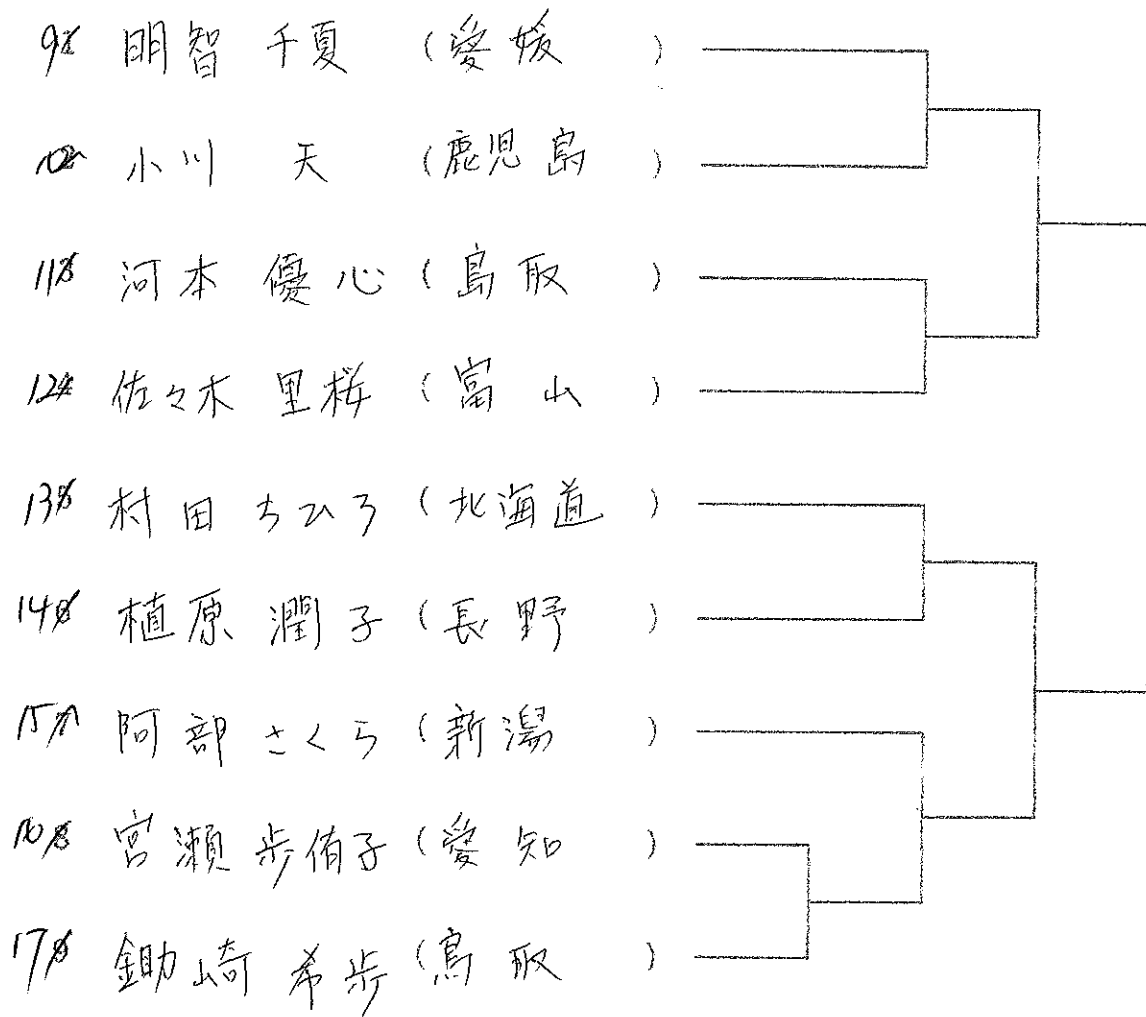 9 明智 千夏 (愛媛)
10 小川 天 (鹿児島)
11 河本 優心 (鳥取)
12 佐々木 里桜 (富山)
13 村田 ちひろ (北海道)
14 植原 潤子 (長野)
15 阿部 さくら (新潟)
16 宮瀬 歩侑子 (愛知)
17 鋤崎 希歩 (鳥取)